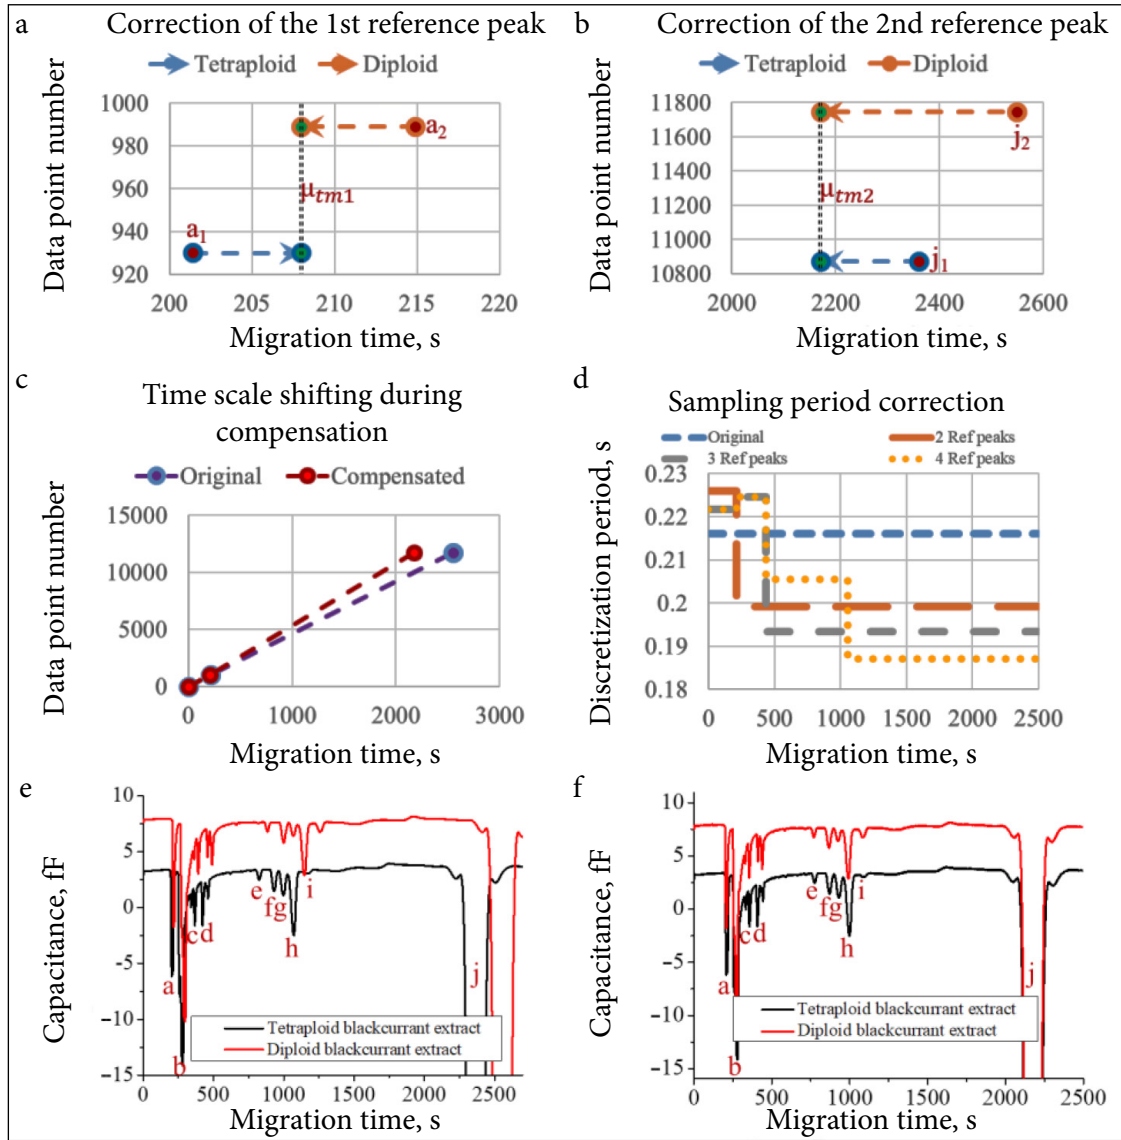 a
Correction of the 1st reference peak
Tetraploid Diploid
Data point number
1000
980
960
940
920
a2
μtm1
a1
200 205 210 215 220
Migration time, s
b
Correction of the 2nd reference peak
Tetraploid Diploid
Data point number
11800
11600
11400
11200
11000
10800
j2
μtm2
j1
2000 2200 2400 2600
Migration time, s
c
Time scale shifting during
compensation
Original Compensated
Data point number
15000
10000
5000
0
0 1000 2000 3000
Migration time, s
d
Sampling period correction
Original 2 Ref peaks
3 Ref peaks 4 Ref peaks
Discretization period, s
0.23
0.22
0.21
0.2
0.19
0.18
0 500 1000 1500 2000 2500
Migration time, s
e
Capacitance, fF
10
5
0
−5
−10
−15
a
b
c
d
e
f
g
h
i
j
Tetraploid blackcurrant extract
Diploid blackcurrant extract
0 500 1000 1500 2000 2500
Migration time, s
f
Capacitance, fF
10
5
0
−5
−10
−15
a
b
c
d
e
f
g
h
i
j
Tetraploid blackcurrant extract
Diploid blackcurrant extract
0 500 1000 1500 2000 2500
Migration time, s